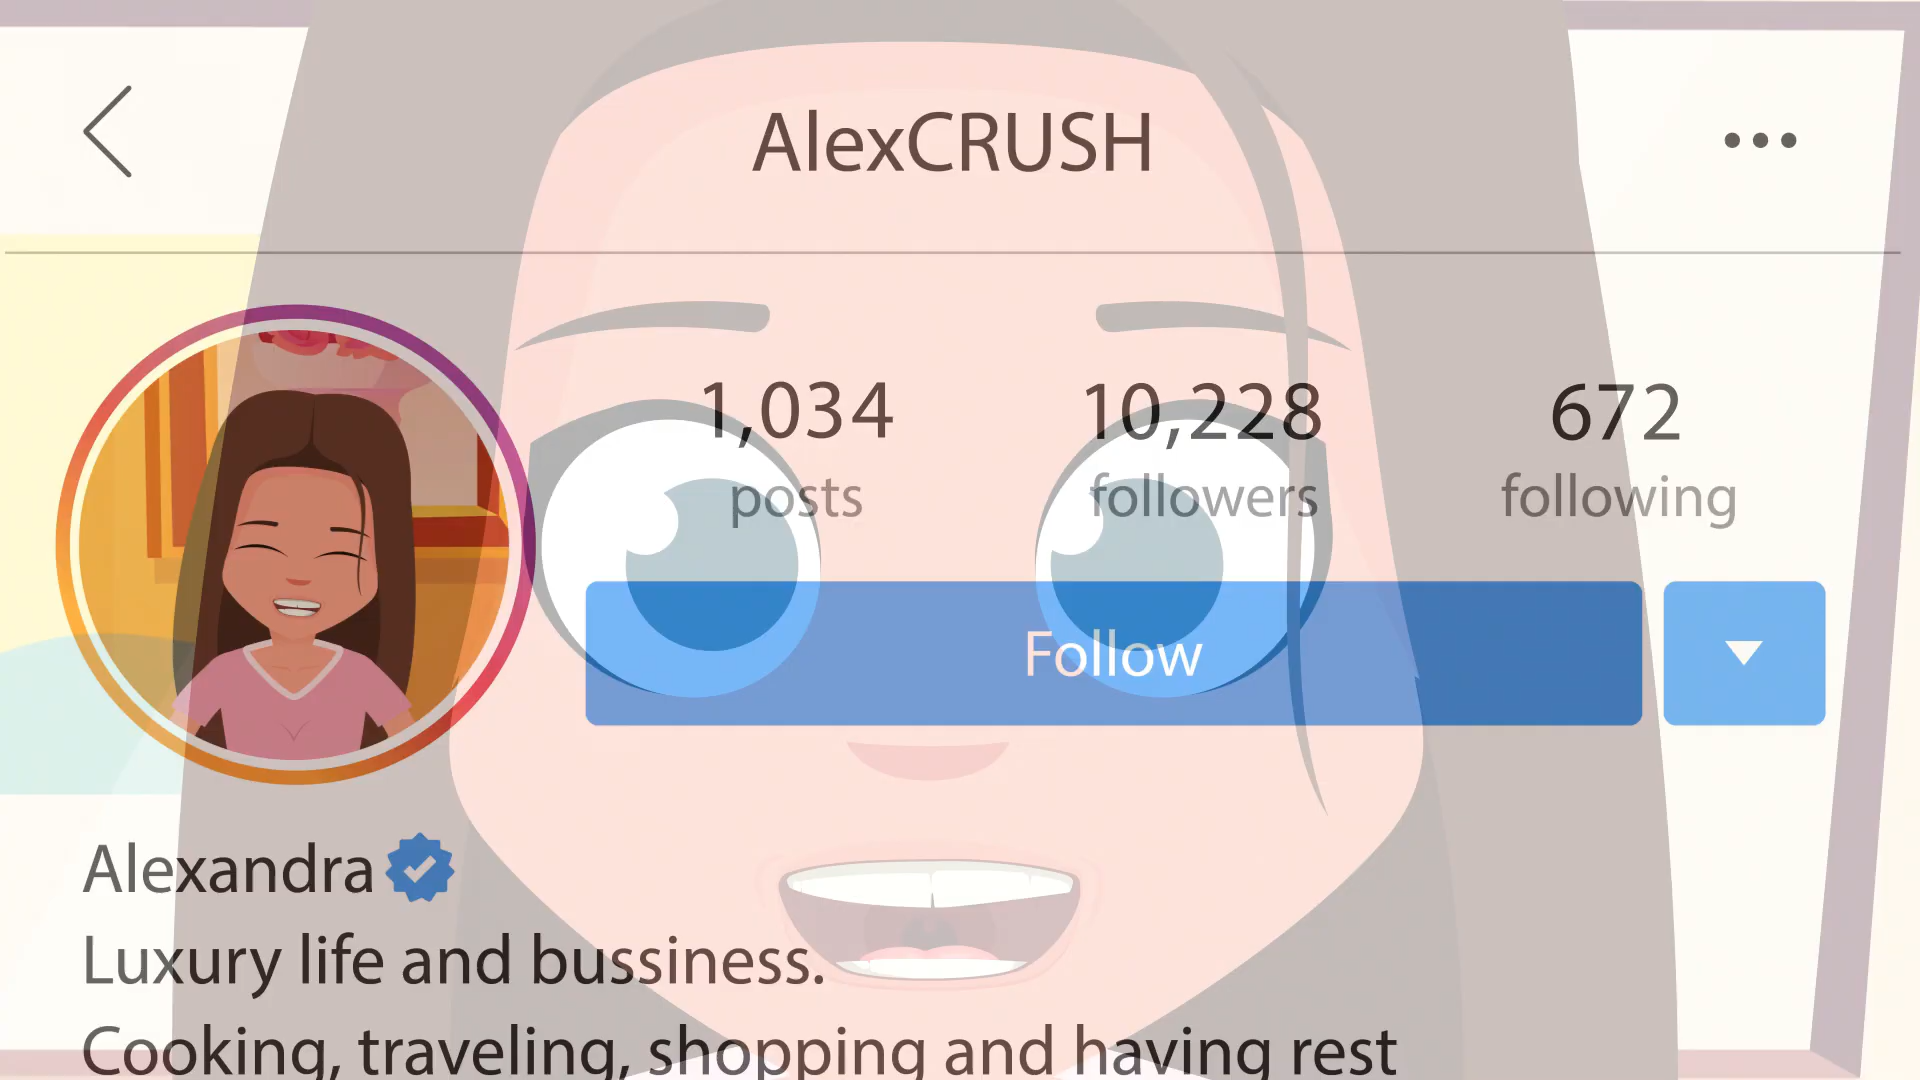 AlexCRUSH
1,034 10,228 672
posts followers following
Follow
Alexandra
Luxury life and bussiness.
Cooking, traveling, shopping and having rest